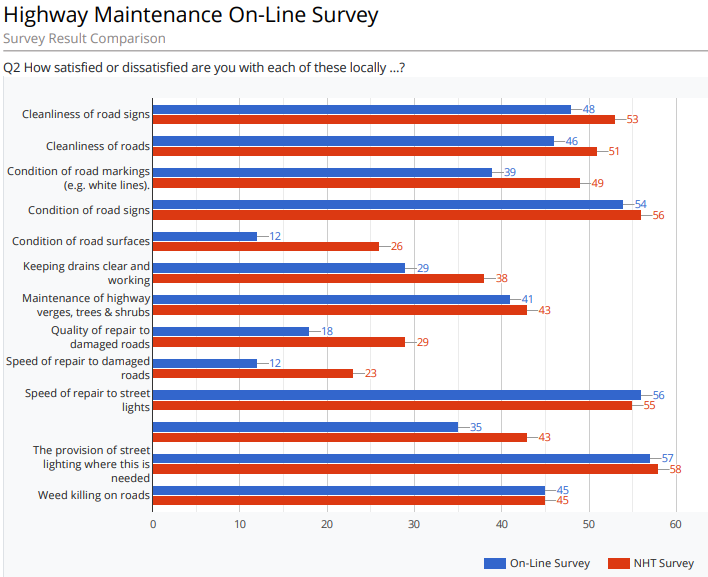 Highway Maintenance On-Line Survey
Survey Result Comparison
Q2 How satisfied or dissatisfied are you with each of these locally ...?
Cleanliness of road signs
48
53
Cleanliness of roads
46
51
Condition of road markings
(e.g. white lines).
39
49
Condition of road signs
54
56
Condition of road surfaces
12
26
Keeping drains clear and
working
29
38
Maintenance of highway
verges, trees & shrubs
41
43
Quality of repair to
damaged roads
18
29
Speed of repair to damaged
roads
12
23
Speed of repair to street
lights
56
55
35
43
The provision of street
lighting where this is
needed
57
58
Weed killing on roads
45
45
0 10 20 30 40 50 60
On-Line Survey NHT Survey